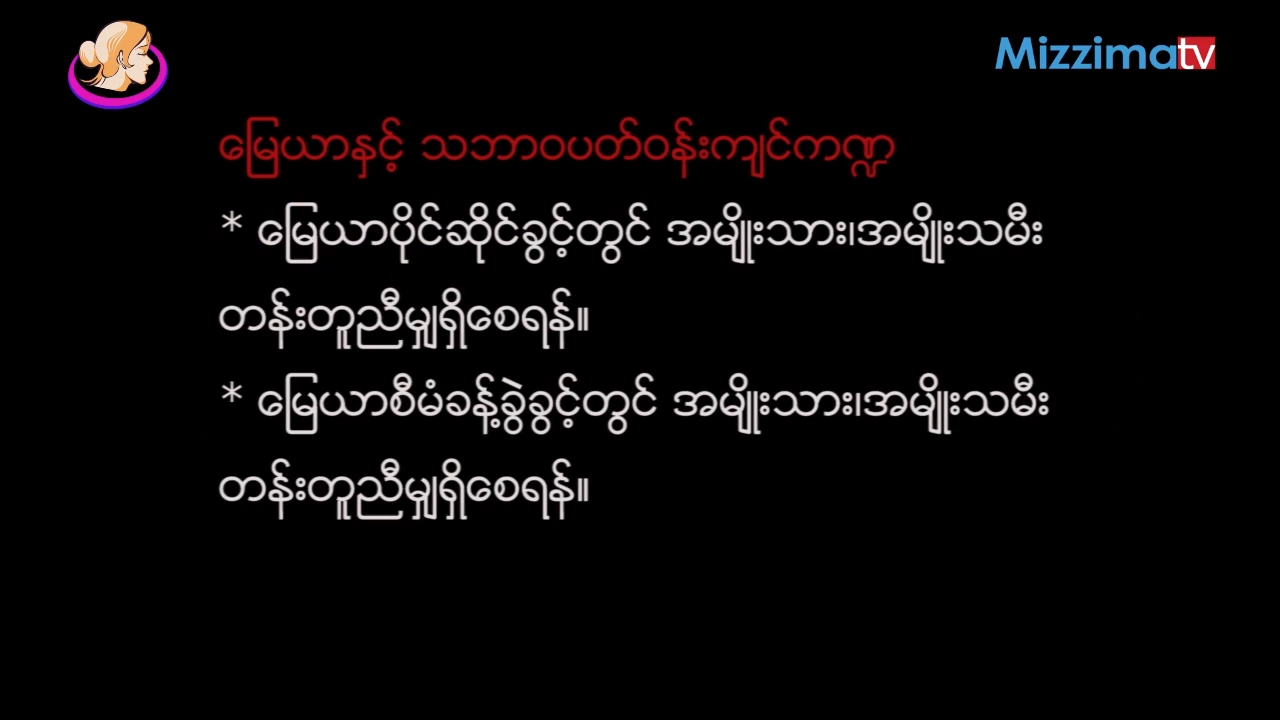 Mizzima tv
မြေယာနှင့် သဘာဝပတ်ဝန်းကျင်ကဏ္ဍ
* မြေယာပိုင်ဆိုင်ခွင့်တွင် အမျိုးသား၊အမျိုးသမီး
တန်းတူညီမျှရှိစေရန်။
* မြေယာစီမံခန့်ခွဲခွင့်တွင် အမျိုးသား၊အမျိုးသမီး
တန်းတူညီမျှရှိစေရန်။